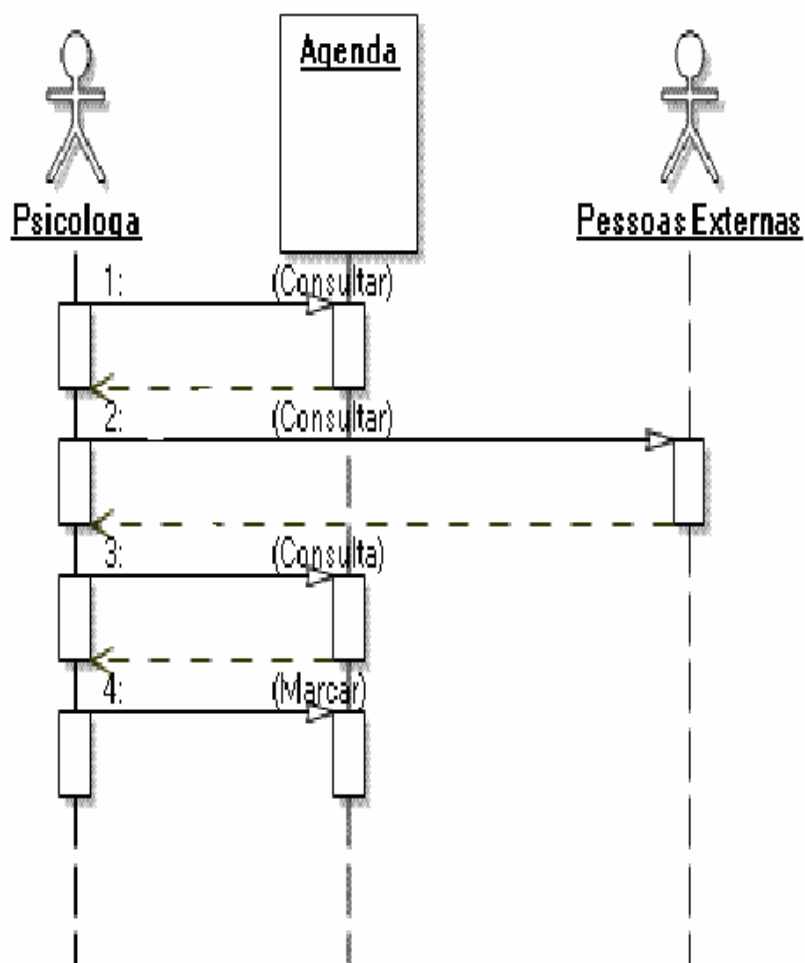 Agenda
Psicologa
Pessoas Externas
1: (Consultar)
2: (Consultar)
3: (Consulta)
4: (Marcar)